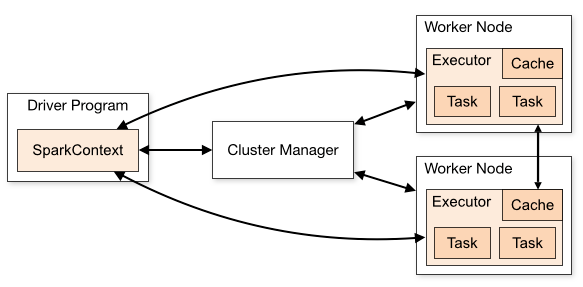 Worker Node
Executor
Cache
Task
Task
Driver Program
SparkContext
Cluster Manager
Worker Node
Executor
Cache
Task
Task